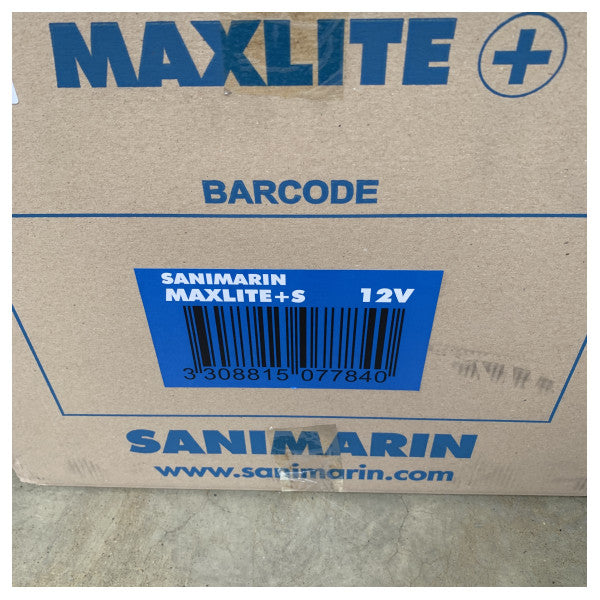 MAXLITE +
BARCODE
SANIMARIN
MAXLITE+S 12V
3 308815 077840
SANIMARIN
www.sanimarin.com